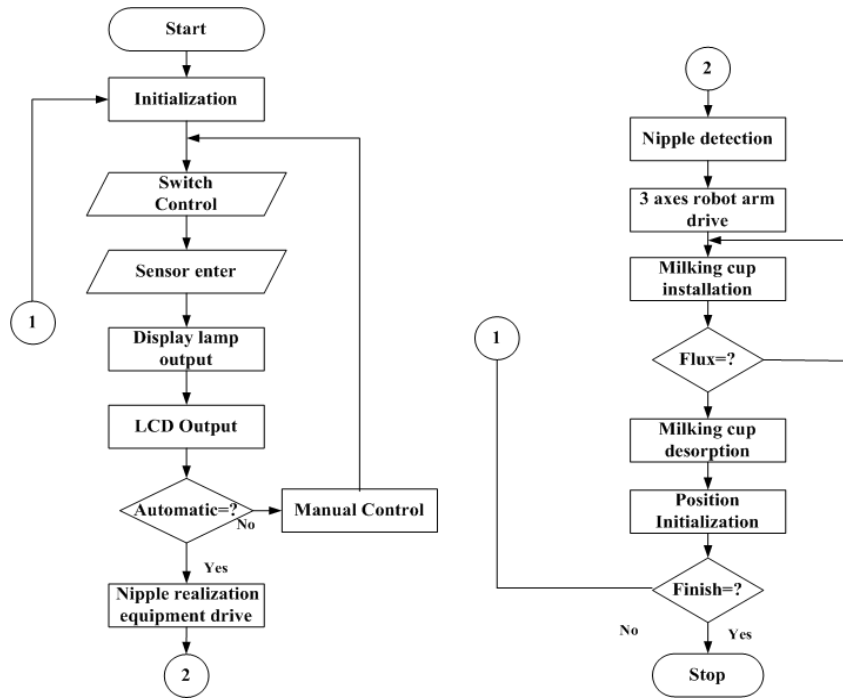 Start
Initialization
Switch
Control
Sensor enter
1
Display lamp
output
LCD Output
Automatic=?
No
Manual Control
Yes
Nipple realization
equipment drive
2
2
Nipple detection
3 axes robot arm
drive
Milking cup
installation
1
Flux=?
Milking cup
desorption
Position
Initialization
Finish=?
No
Yes
Stop